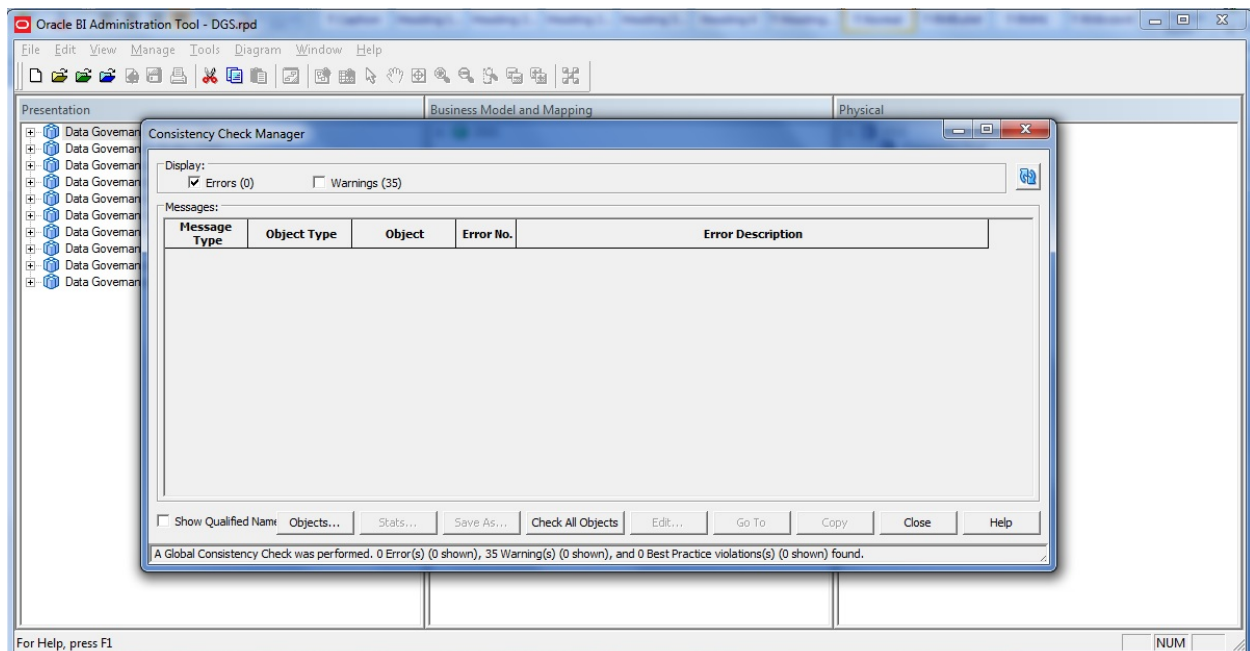 Oracle BI Administration Tool - DGS.rpd
File Edit View Manage Tools Diagram Window Help
Presentation Business Model and Mapping Physical
Data Governan
Data Governan
Data Governan
Data Governan
Data Governan
Data Governan
Data Governan
Data Governan
Data Governan
Data Governan
Consistency Check Manager
Display:
Errors (0) Warnings (35)
Messages:
Message Type Object Type Object Error No. Error Description
Show Qualified Name Objects... Stats... Save As... Check All Objects Edit... Go To Copy Close Help
A Global Consistency Check was performed. 0 Error(s) (0 shown), 35 Warning(s) (0 shown), and 0 Best Practice violations(s) (0 shown) found.
For Help, press F1 NUM